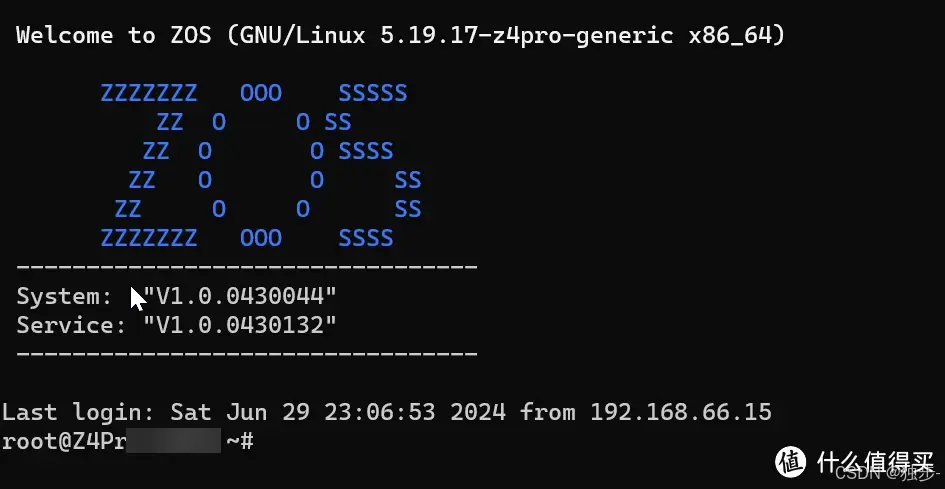 Welcome to ZOS (GNU/Linux 5.19.17-z4pro-generic x86_64)
ZZZZZZZ   OOO    SSSSS
ZZ  O     O SS
ZZ  O       O SSSS
ZZ   O       O     SS
ZZ     O     O      SS
ZZZZZZZ   OOO    SSSS
---------------------------------
System:  "V1.0.0430044"
Service: "V1.0.0430132"
---------------------------------
Last login: Sat Jun 29 23:06:53 2024 from 192.168.66.15
root@Z4Pr ~#
值 什么值得买
CSDN @独步-